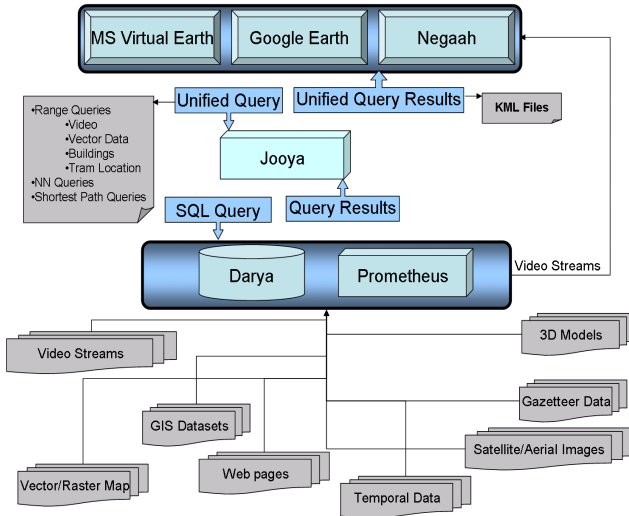 MS Virtual Earth
Google Earth
Negaah
•Range Queries
•Video
•Vector Data
•Buildings
•Tram Location
•NN Queries
•Shortest Path Queries
Unified Query
Unified Query Results
KML Files
Jooya
SQL Query
Query Results
Darya
Prometheus
Video Streams
Video Streams
3D Models
GIS Datasets
Gazetteer Data
Web pages
Satellite/Aerial Images
Vector/Raster Map
Temporal Data